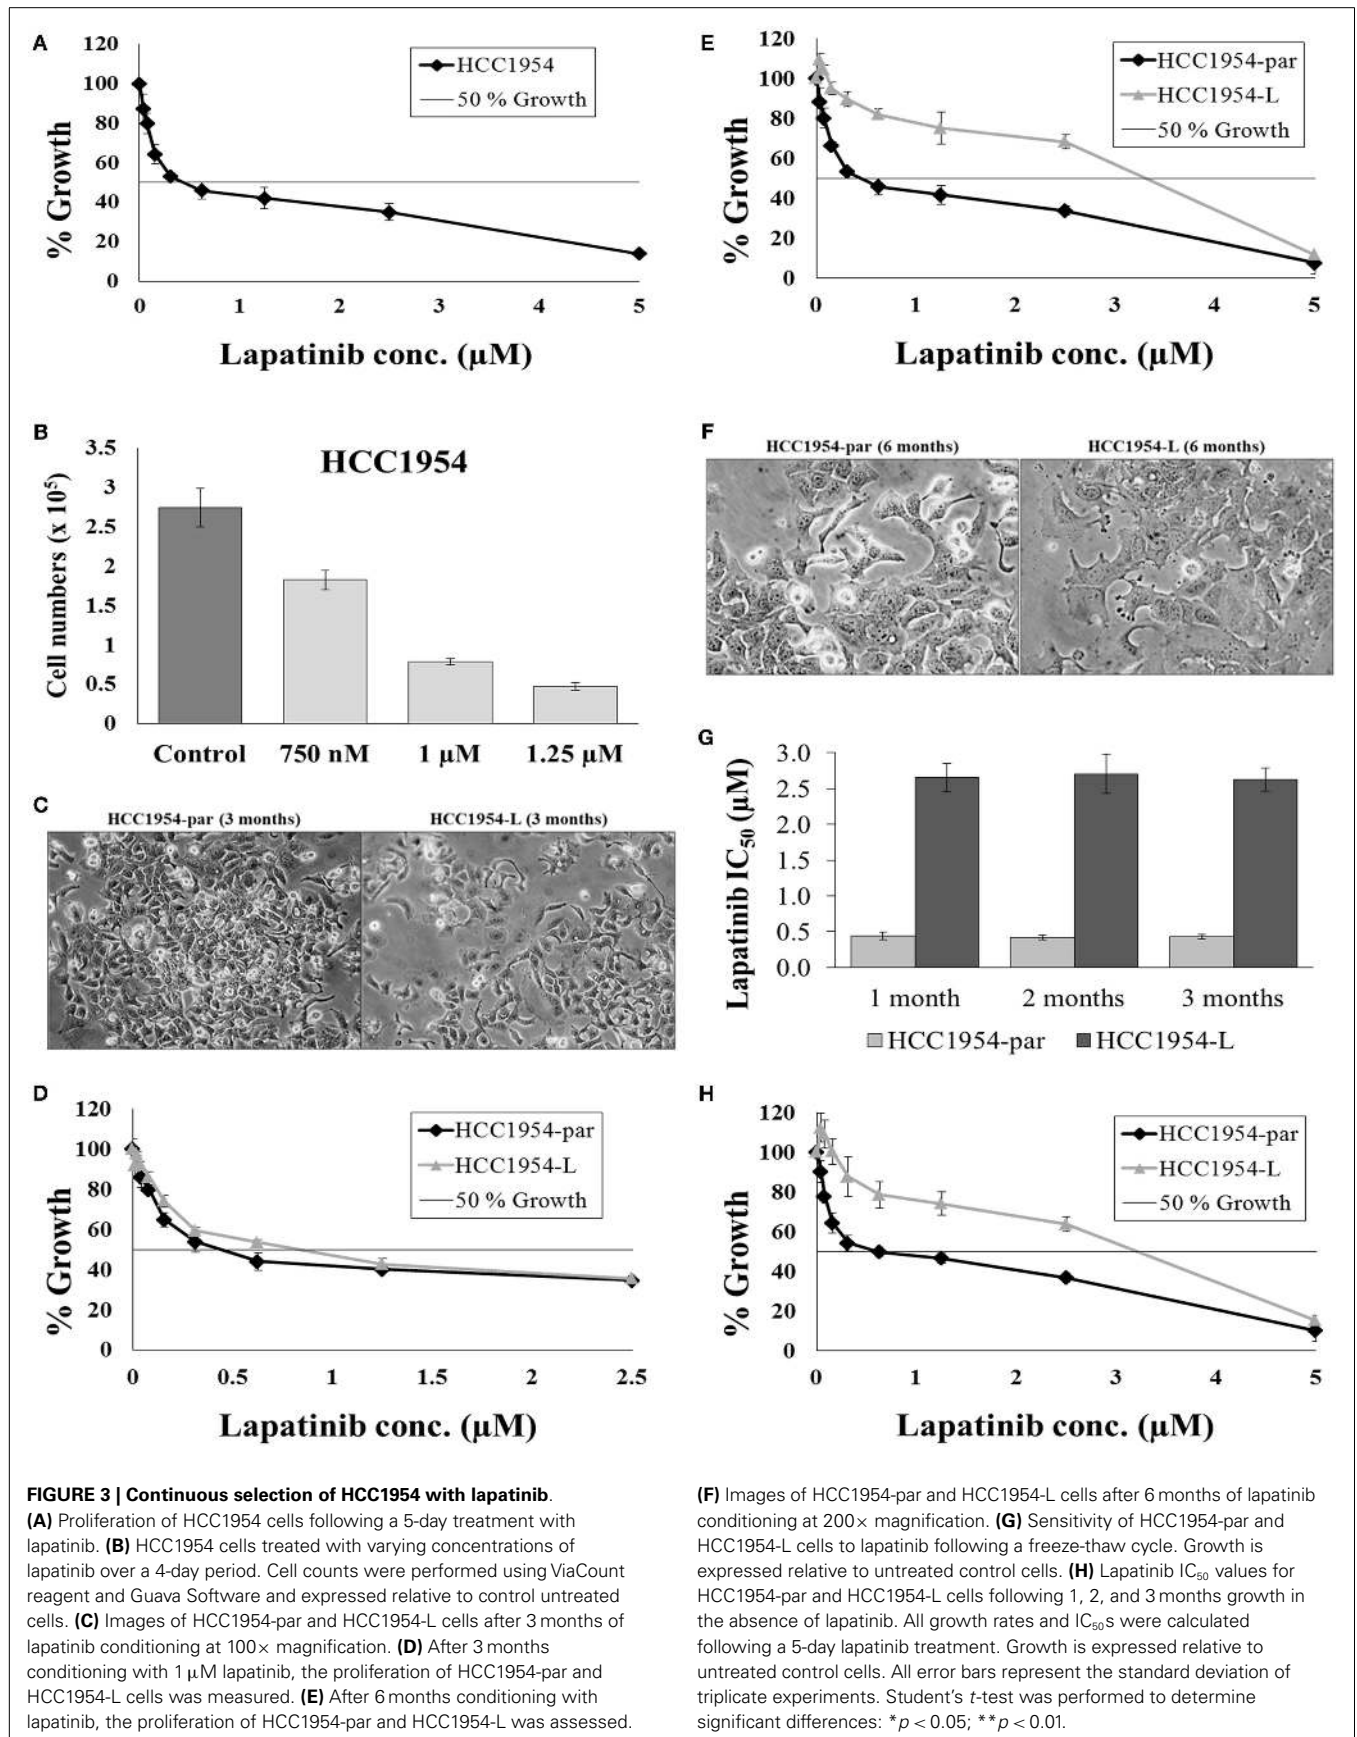 A
120
100
80
60
40
20
0
% Growth
HCC1954
50 % Growth
0 1 2 3 4 5
Lapatinib conc. (µM)
B
3.5
3
2.5
2
1.5
1
0.5
0
Cell numbers (x 10⁵)
HCC1954
Control 750 nM 1 µM 1.25 µM
C
HCC1954-par (3 months) HCC1954-L (3 months)
D
120
100
80
60
40
20
0
% Growth
HCC1954-par
HCC1954-L
50 % Growth
0 0.5 1 1.5 2 2.5
Lapatinib conc. (µM)
E
120
100
80
60
40
20
0
% Growth
HCC1954-par
HCC1954-L
50 % Growth
0 1 2 3 4 5
Lapatinib conc. (µM)
F
HCC1954-par (6 months) HCC1954-L (6 months)
G
3.0
2.5
2.0
1.5
1.0
0.5
0.0
Lapatinib IC₅₀ (µM)
1 month 2 months 3 months
HCC1954-par HCC1954-L
H
120
100
80
60
40
20
0
% Growth
HCC1954-par
HCC1954-L
50 % Growth
0 1 2 3 4 5
Lapatinib conc. (µM)
FIGURE 3 | Continuous selection of HCC1954 with lapatinib.
(A) Proliferation of HCC1954 cells following a 5-day treatment with
lapatinib. (B) HCC1954 cells treated with varying concentrations of
lapatinib over a 4-day period. Cell counts were performed using ViaCount
reagent and Guava Software and expressed relative to control untreated
cells. (C) Images of HCC1954-par and HCC1954-L cells after 3 months of
lapatinib conditioning at 100× magnification. (D) After 3 months
conditioning with 1 µM lapatinib, the proliferation of HCC1954-par and
HCC1954-L cells was measured. (E) After 6 months conditioning with
lapatinib, the proliferation of HCC1954-par and HCC1954-L was assessed.
(F) Images of HCC1954-par and HCC1954-L cells after 6 months of lapatinib
conditioning at 200× magnification. (G) Sensitivity of HCC1954-par and
HCC1954-L cells to lapatinib following a freeze-thaw cycle. Growth is
expressed relative to untreated control cells. (H) Lapatinib IC₅₀ values for
HCC1954-par and HCC1954-L cells following 1, 2, and 3 months growth in
the absence of lapatinib. All growth rates and IC₅₀s were calculated
following a 5-day lapatinib treatment. Growth is expressed relative to
untreated control cells. All error bars represent the standard deviation of
triplicate experiments. Student's t-test was performed to determine
significant differences: *p < 0.05; **p < 0.01.